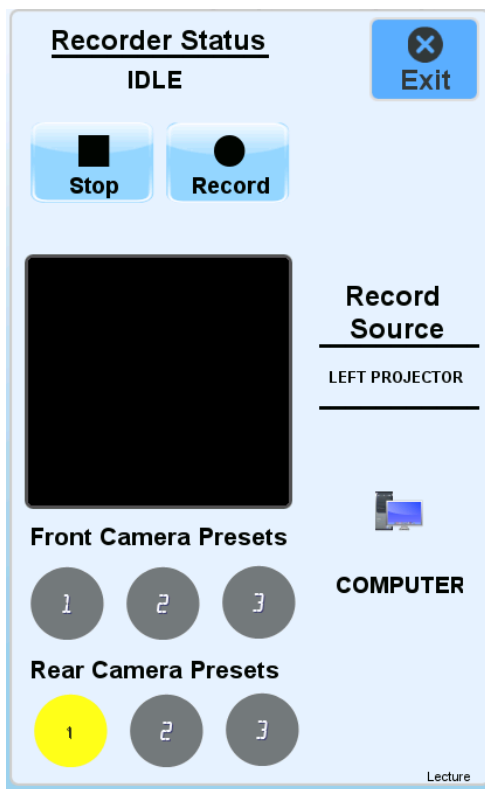 Recorder Status
IDLE
Exit
Stop
Record
Record
Source
LEFT PROJECTOR
Front Camera Presets
1 2 3
COMPUTER
Rear Camera Presets
1 2 3
Lecture